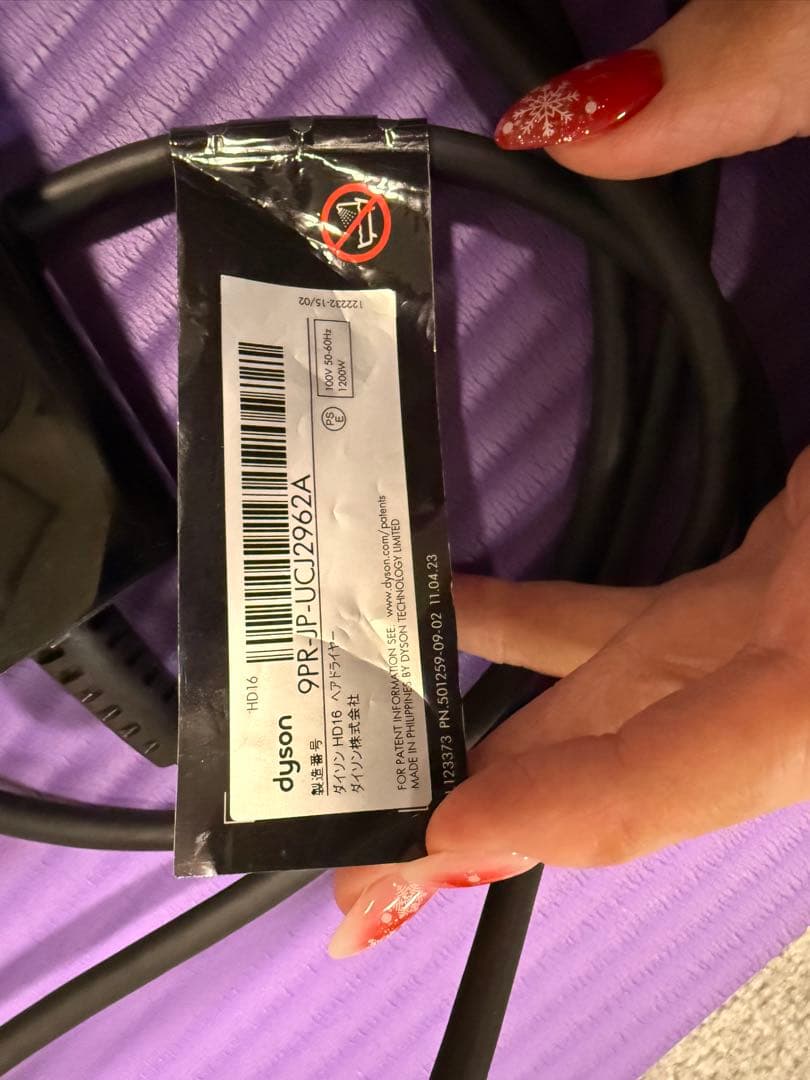 HD16
dyson
9PR-JP-UCJ2962A
製造番号
ダイソン HD16 ヘアドライヤー
ダイソン株式会社
PS
E
100V 50-60Hz
1200W
122232-15/02
FOR PATENT INFORMATION SEE: www.dyson.com/patents
MADE IN PHILIPPINES BY DYSON TECHNOLOGY LIMITED
123373 PN.501259-09-02 11.04.23